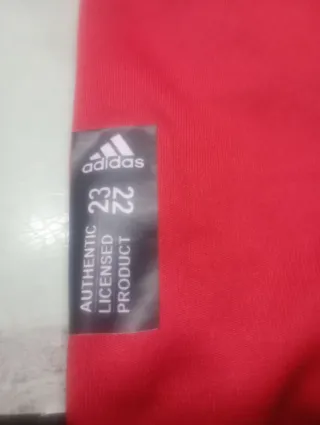 adidas
23
22
AUTHENTIC
LICENSED
PRODUCT